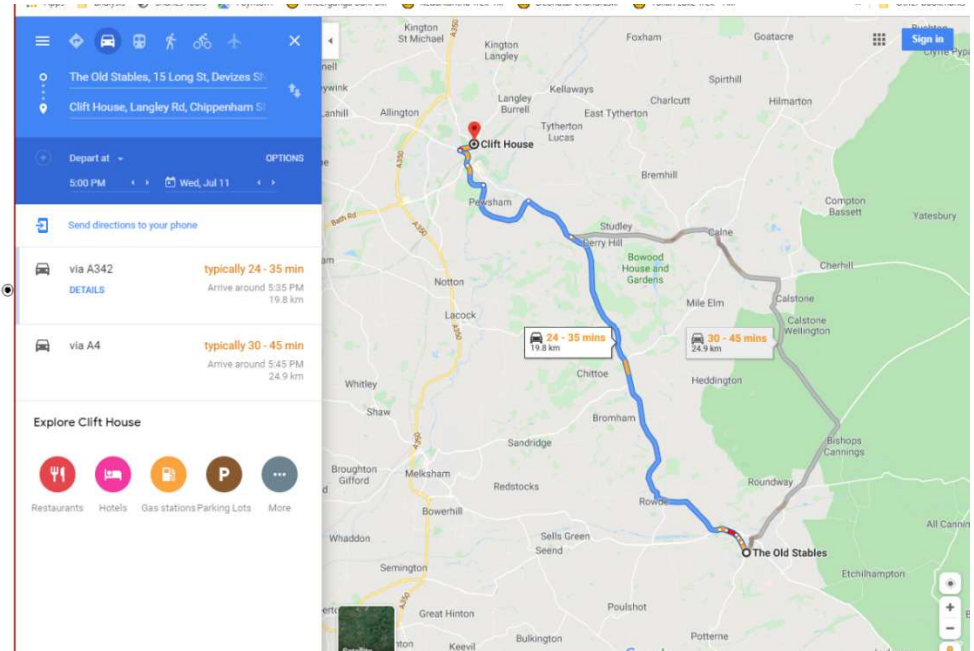 Sign in
The Old Stables, 15 Long St, Devizes S
Clift House, Langley Rd, Chippenham S
Depart at
OPTIONS
5:00 PM
Wed, Jul 11
Send directions to your phone
via A342
typically 24 - 35 min
DETAILS
Arrive around 5:35 PM
19.8 km
via A4
typically 30 - 45 min
Arrive around 5:45 PM
24.9 km
Explore Clift House
P
Restaurants
Hotels
Gas stations
Parking Lots
More
Kington
St Michael
A350
Kington
Langley
Foxham
Goatacre
Spirthill
Kellaways
Langley
Burrell
Charlcutt
Hilmarton
Allington
East Tytherton
Tytherton
Lucas
Clift House
A350
Bremhill
Pewsham
Compton
Bassett
Yatesbury
Bath Rd
A350
Studley
Calne
Derry Hill
Bowood
House and
Gardens
Cherhill
Notton
Mile Elm
Calstone
Lacock
Calstone
Wellington
A350
24 - 35 mins
19.8 km
30 - 45 mins
24.9 km
Chittoe
Heddington
Whitley
Shaw
Bromham
A350
Sandridge
Bishops
Cannings
Broughton
Gifford
Melksham
Redstocks
Roundway
Rowde
Bowerhill
All Cannin
Whaddon
Sells Green
Seend
The Old Stables
Semington
Etchilhampton
A350
Great Hinton
Poulshot
Bulkington
Potterne
Keevil